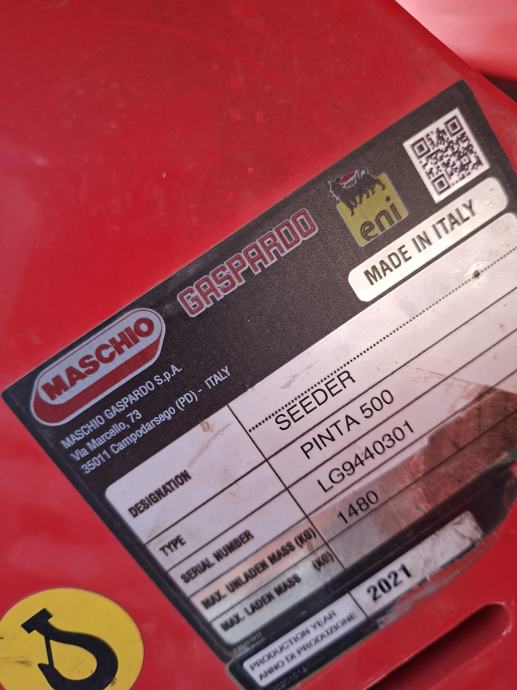 MASCHIO
GASPARDO
eni
MADE IN ITALY
MASCHIO GASPARDO S.p.A.
Via Marcello, 73
35011 Campodarsego (PD) - ITALY
DESIGNATION SEEDER
TYPE PINTA 500
SERIAL NUMBER LG9440301
MAX. UNLADEN MASS (KG) 1480
MAX. LADEN MASS (KG)
PRODUCTION YEAR 2021
ANNO DI PRODUZIONE